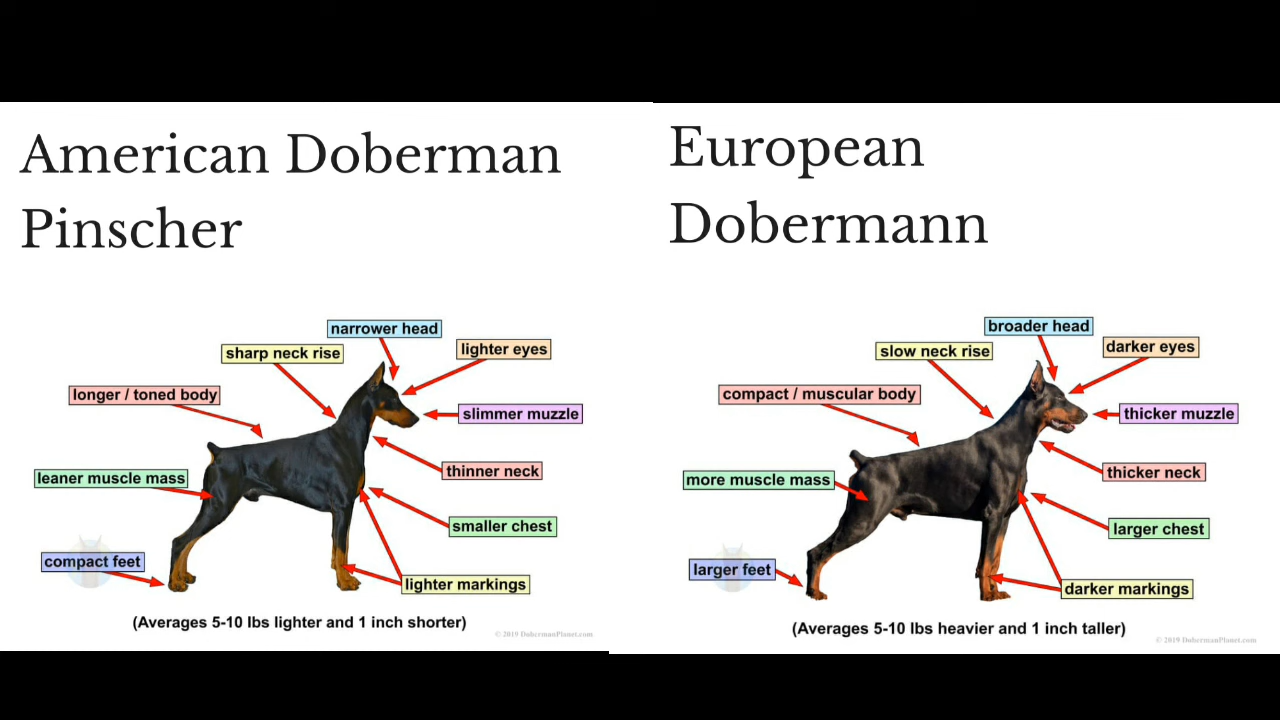 American Doberman
Pinscher
narrower head
sharp neck rise
lighter eyes
longer / toned body
slimmer muzzle
thinner neck
leaner muscle mass
smaller chest
compact feet
lighter markings
(Averages 5-10 lbs lighter and 1 inch shorter)
© 2019 DobermanPlanet.com
European
Dobermann
broader head
slow neck rise
darker eyes
compact / muscular body
thicker muzzle
thicker neck
more muscle mass
larger chest
larger feet
darker markings
(Averages 5-10 lbs heavier and 1 inch taller)
© 2019 DobermanPlanet.com